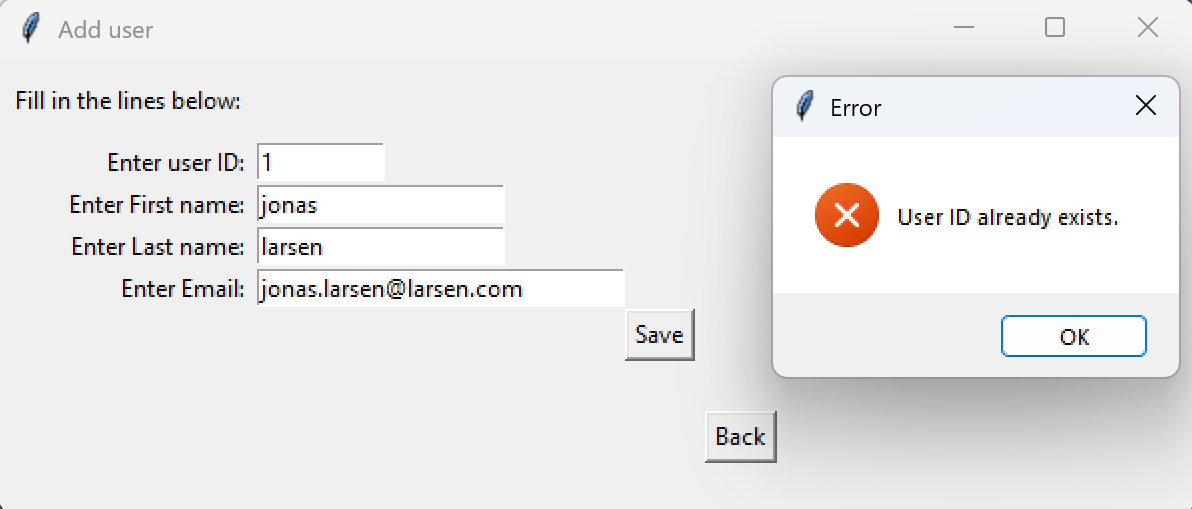 Add user
Fill in the lines below:
Enter user ID: 1
Enter First name: jonas
Enter Last name: larsen
Enter Email: jonas.larsen@larsen.com
Save
Back
Error
User ID already exists.
OK